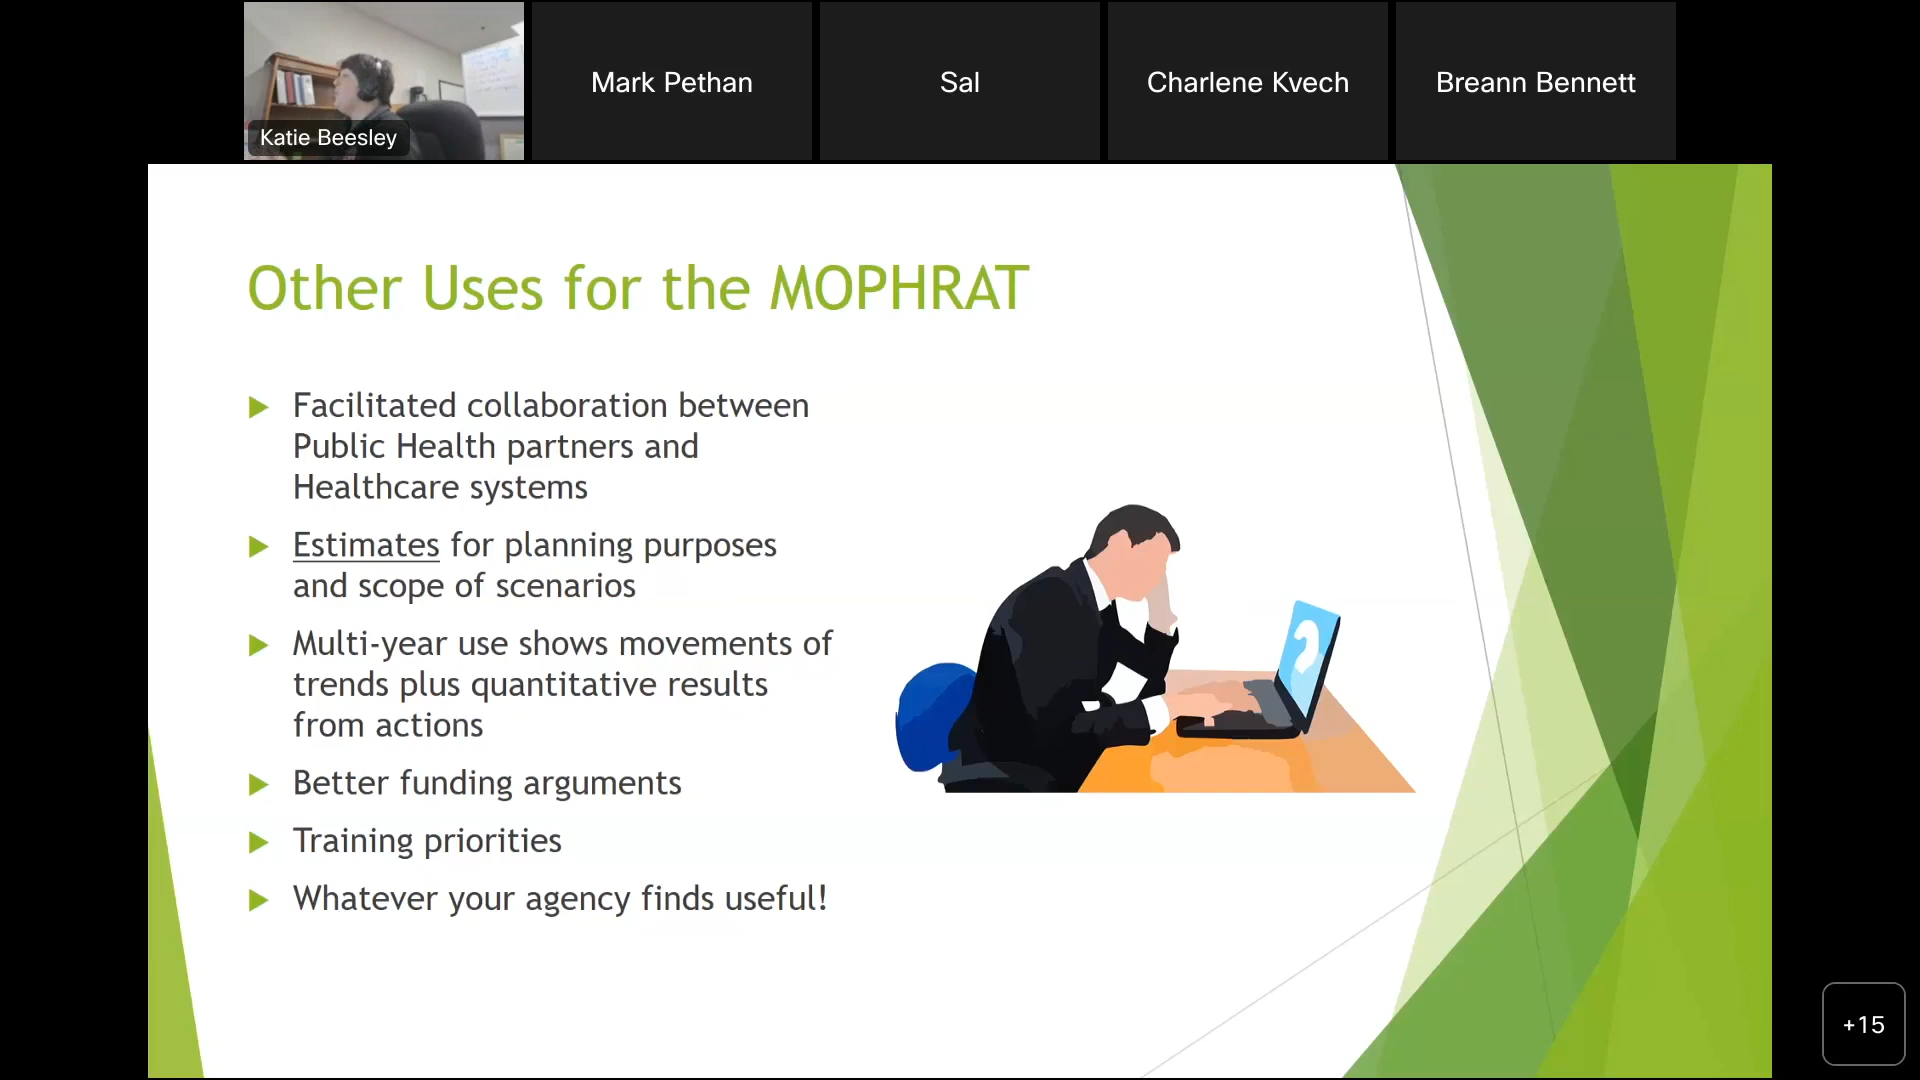 Katie Beesley
Mark Pethan
Sal
Charlene Kvech
Breann Bennett
Other Uses for the MOPHRAT
Facilitated collaboration between
Public Health partners and
Healthcare systems
Estimates for planning purposes
and scope of scenarios
Multi-year use shows movements of
trends plus quantitative results
from actions
Better funding arguments
Training priorities
Whatever your agency finds useful!
?
+15